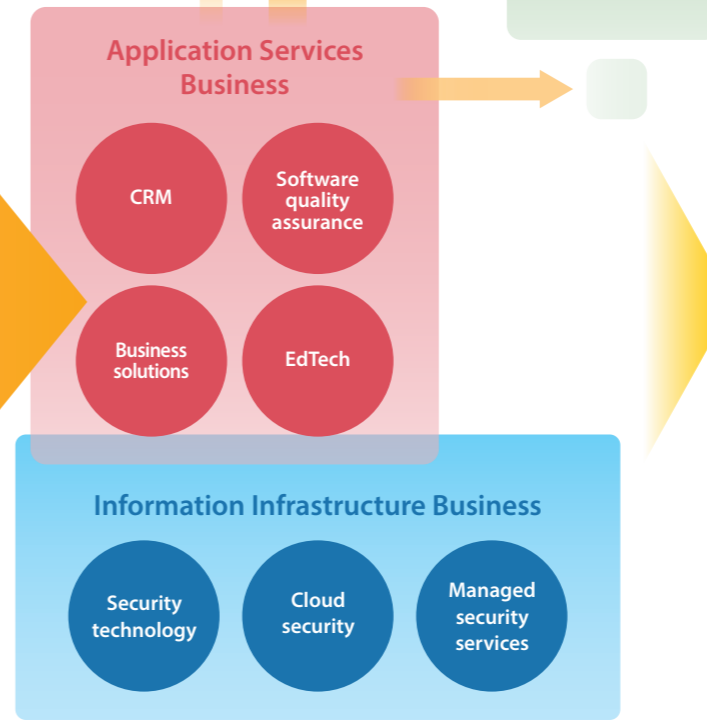 Application Services
Business
CRM
Software
quality
assurance
Business
solutions
EdTech
Information Infrastructure Business
Security
technology
Cloud
security
Managed
security
services